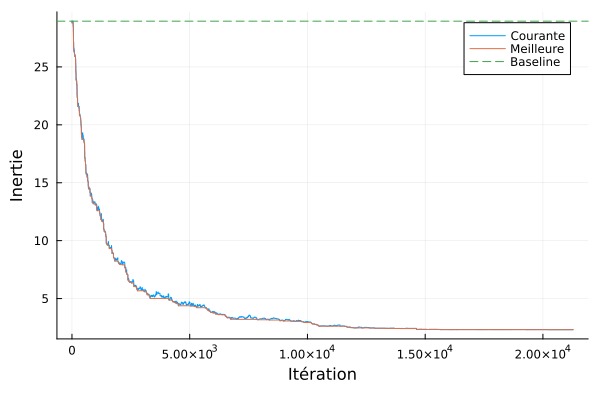 Courante
Meilleure
Baseline
Inertie
25
20
15
10
5
0
5.00×10³
1.00×10⁴
1.50×10⁴
2.00×10⁴
Itération